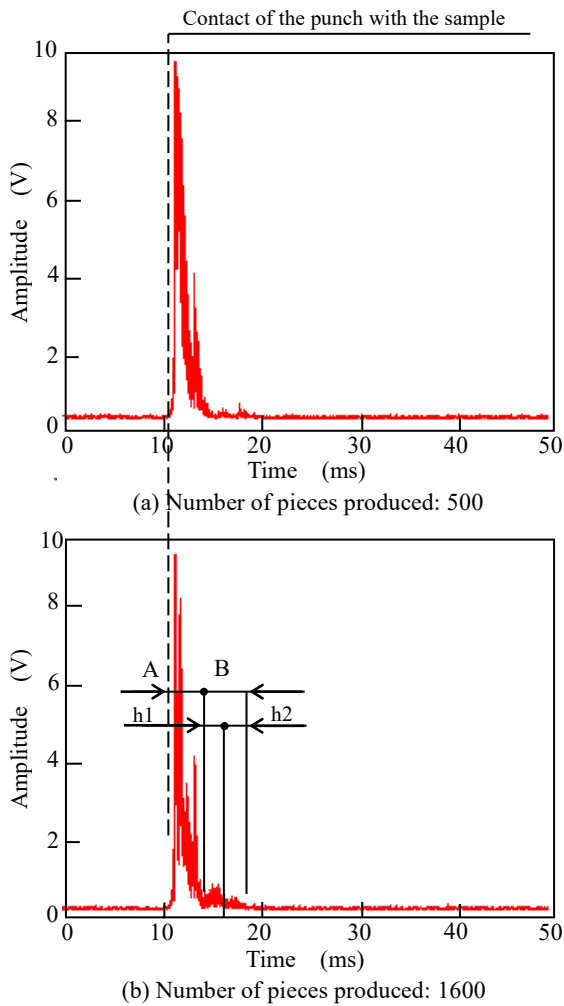 Contact of the punch with the sample
10
8
6
4
2
0
Amplitude (V)
0 10 20 30 40 50
Time (ms)
(a) Number of pieces produced: 500
10
8
6
4
2
0
Amplitude (V)
A B
h1 h2
0 10 20 30 40 50
Time (ms)
(b) Number of pieces produced: 1600